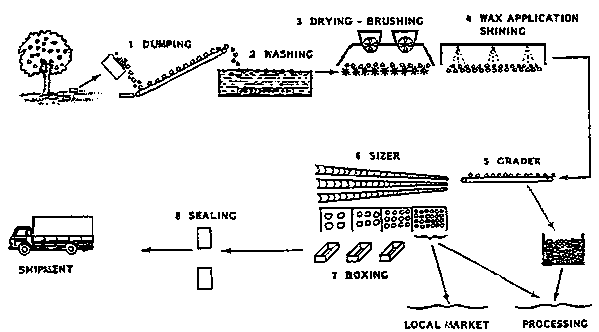 1 DUMPING
2 WASHING
3 DRYING - BRUSHING
4 WAX APPLICATION
SHINING
5 GRADER
6 SIZER
7 BOXING
8 SEALING
SHIPMENT
LOCAL MARKET
PROCESSING